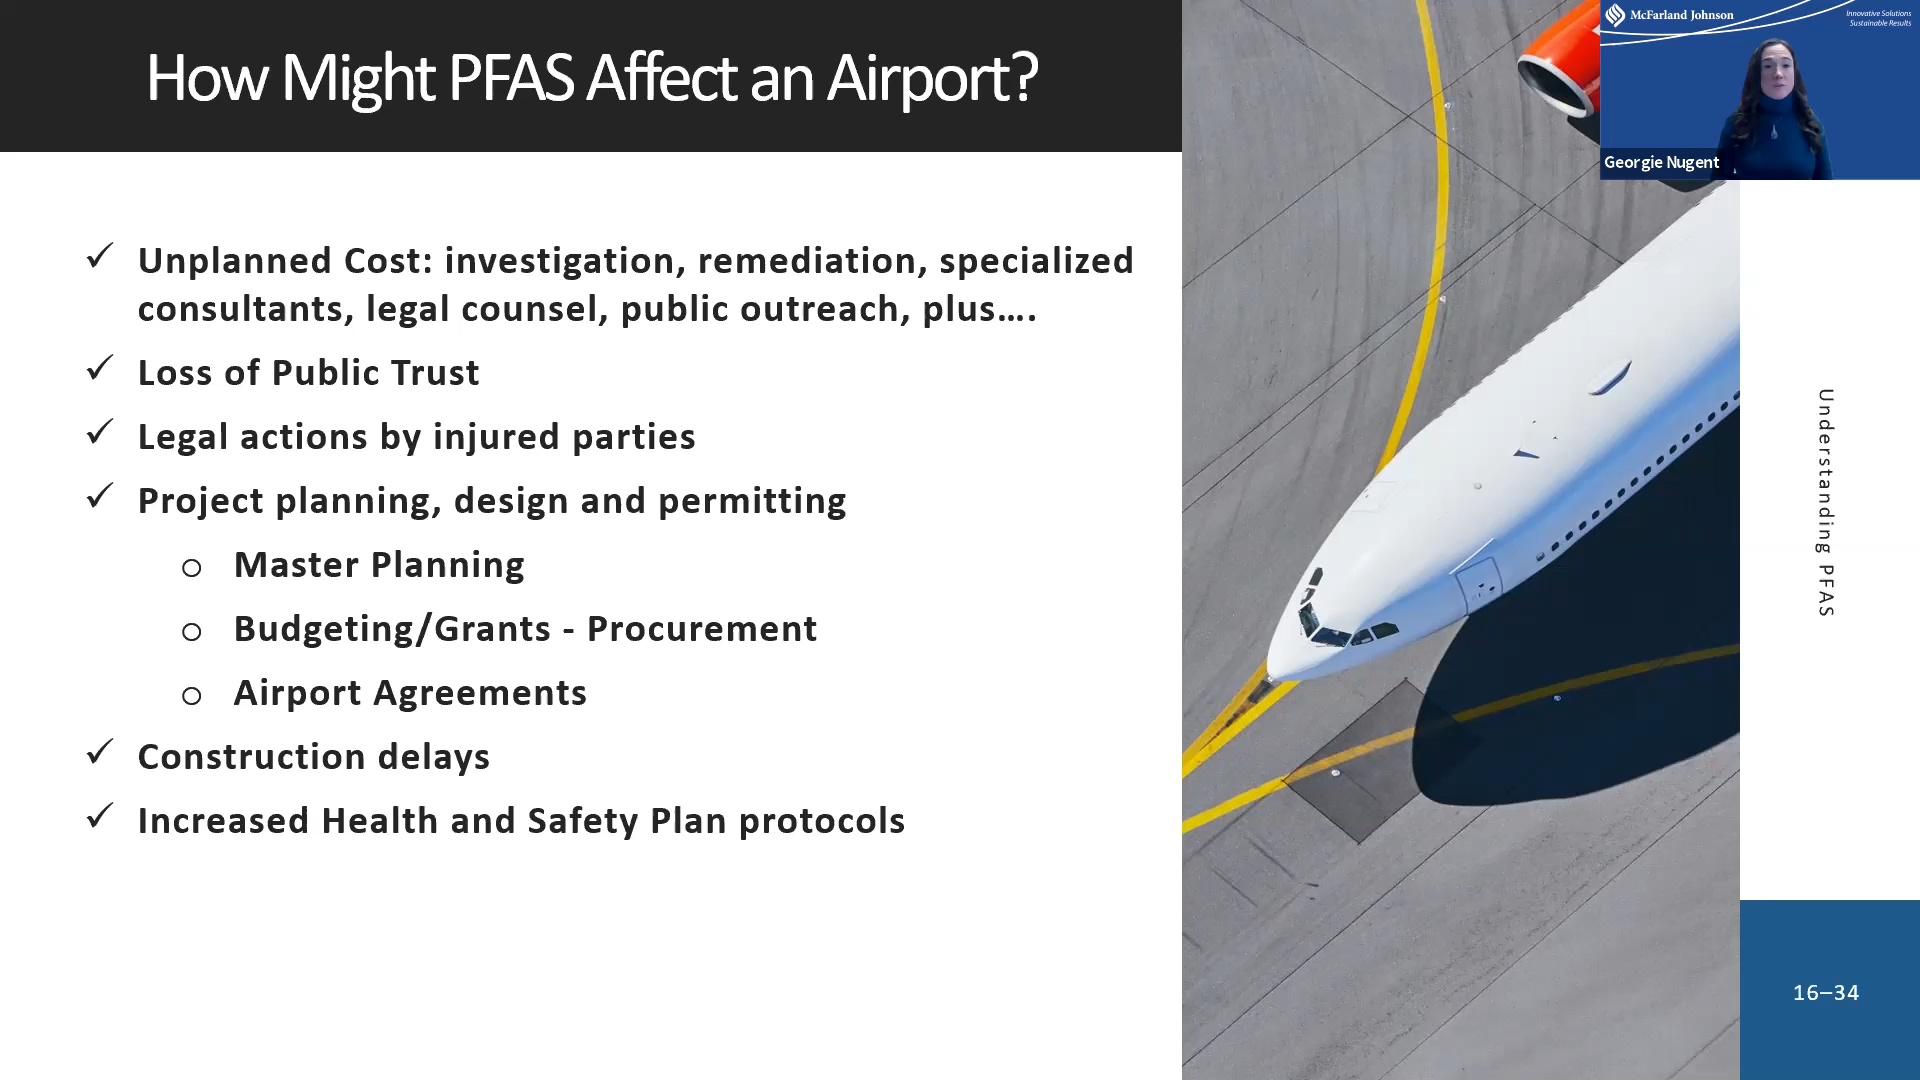 How Might PFAS Affect an Airport?
McFarland Johnson
Innovative Solutions
Sustainable Results
Georgie Nugent
✓ Unplanned Cost: investigation, remediation, specialized
consultants, legal counsel, public outreach, plus....
✓ Loss of Public Trust
✓ Legal actions by injured parties
✓ Project planning, design and permitting
o Master Planning
o Budgeting/Grants - Procurement
o Airport Agreements
✓ Construction delays
✓ Increased Health and Safety Plan protocols
Understanding PFAS
16–34